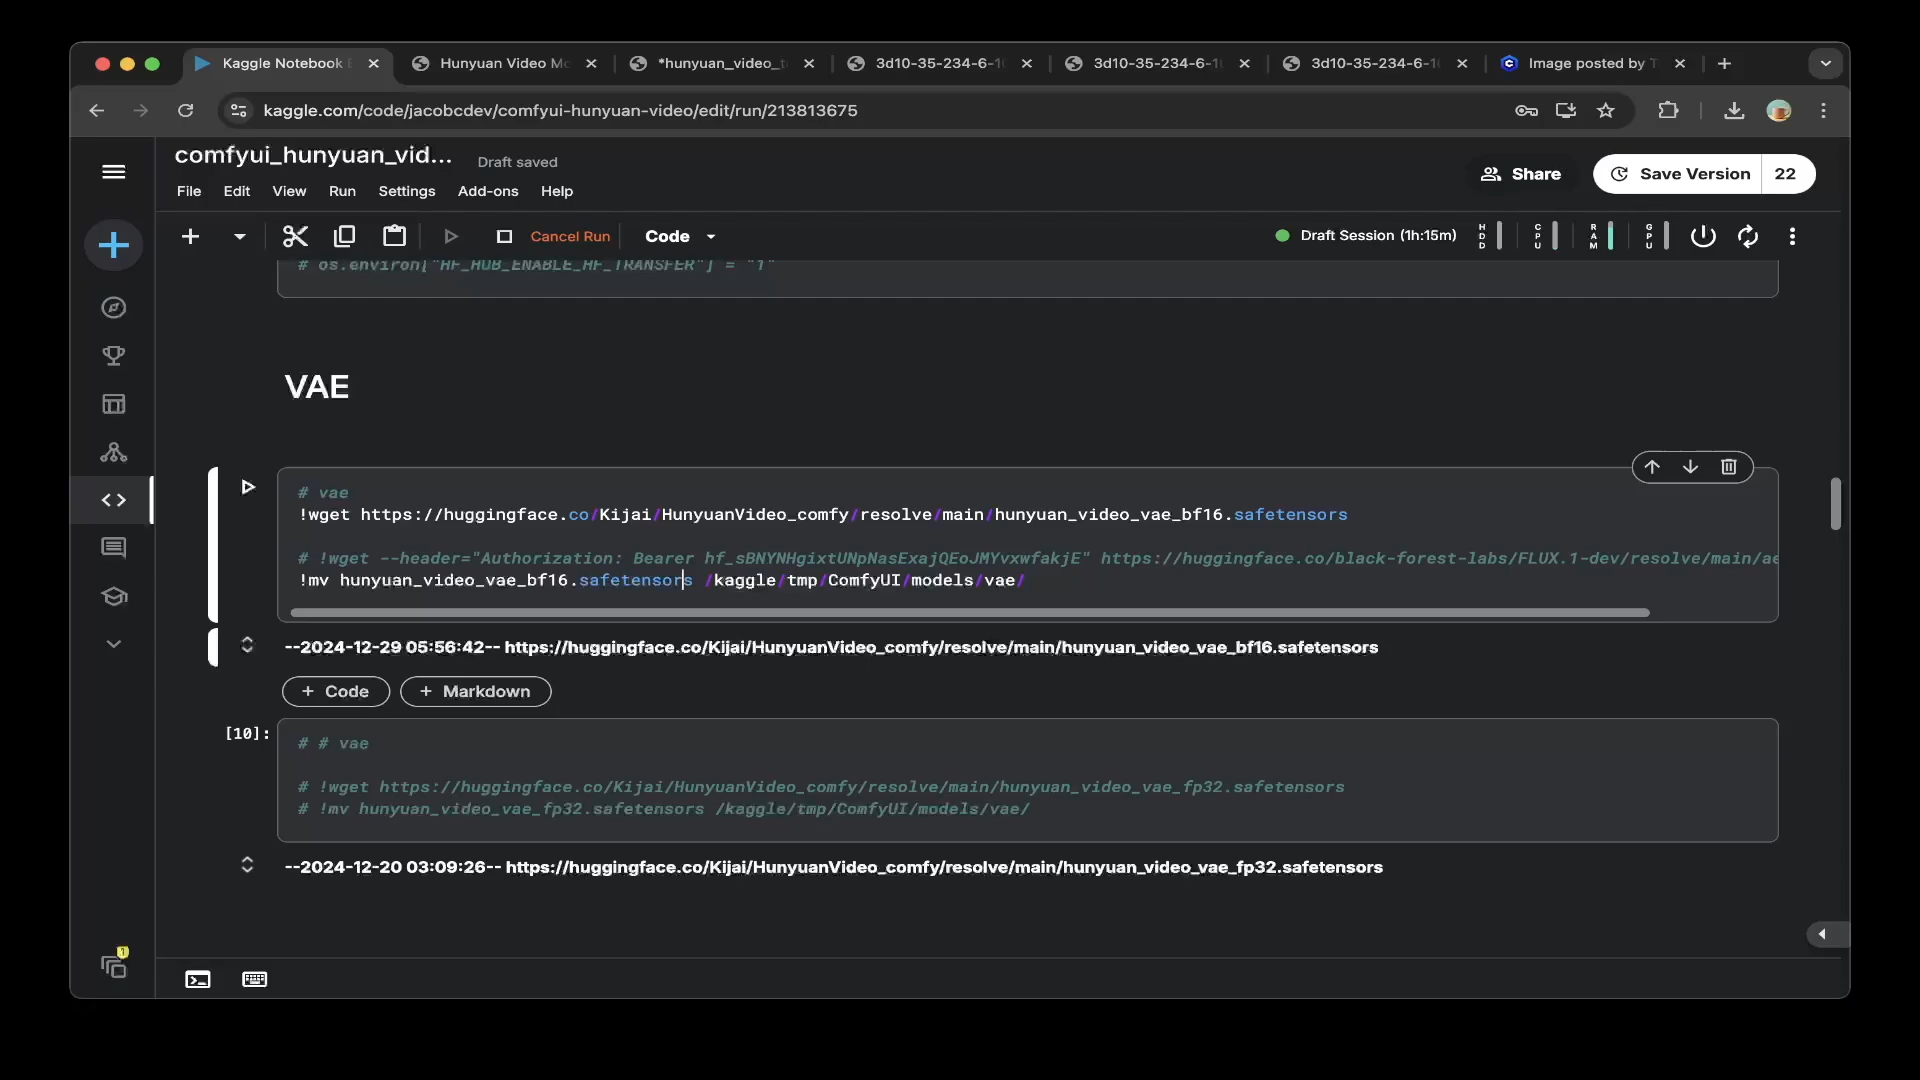 Kaggle Notebook E
Hunyuan Video Mo
*hunyuan_video_t
3d10-35-234-6-1
3d10-35-234-6-1
3d10-35-234-6-1
Image posted by T
kaggle.com/code/jacobcdev/comfyui-hunyuan-video/edit/run/213813675
comfyui_hunyuan_vid...
Draft saved
Share
Save Version
22
File
Edit
View
Run
Settings
Add-ons
Help
Cancel Run
Code
Draft Session (1h:15m)
HDD
CPU
RAM
GPU
# os.environ["HF_HUB_ENABLE_HF_TRANSFER"] = "1"
VAE
# vae
!wget https://huggingface.co/Kijai/HunyuanVideo_comfy/resolve/main/hunyuan_video_vae_bf16.safetensors
# !wget --header="Authorization: Bearer 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" https://huggingface.co/black-forest-labs/FLUX.1-dev/resolve/main/ae
!mv hunyuan_video_vae_bf16.safetensors /kaggle/tmp/ComfyUI/models/vae/
--2024-12-29 05:56:42-- https://huggingface.co/Kijai/HunyuanVideo_comfy/resolve/main/hunyuan_video_vae_bf16.safetensors
+ Code
+ Markdown
[10]:
# # vae
# !wget https://huggingface.co/Kijai/HunyuanVideo_comfy/resolve/main/hunyuan_video_vae_fp32.safetensors
# !mv hunyuan_video_vae_fp32.safetensors /kaggle/tmp/ComfyUI/models/vae/
--2024-12-20 03:09:26-- https://huggingface.co/Kijai/HunyuanVideo_comfy/resolve/main/hunyuan_video_vae_fp32.safetensors
1